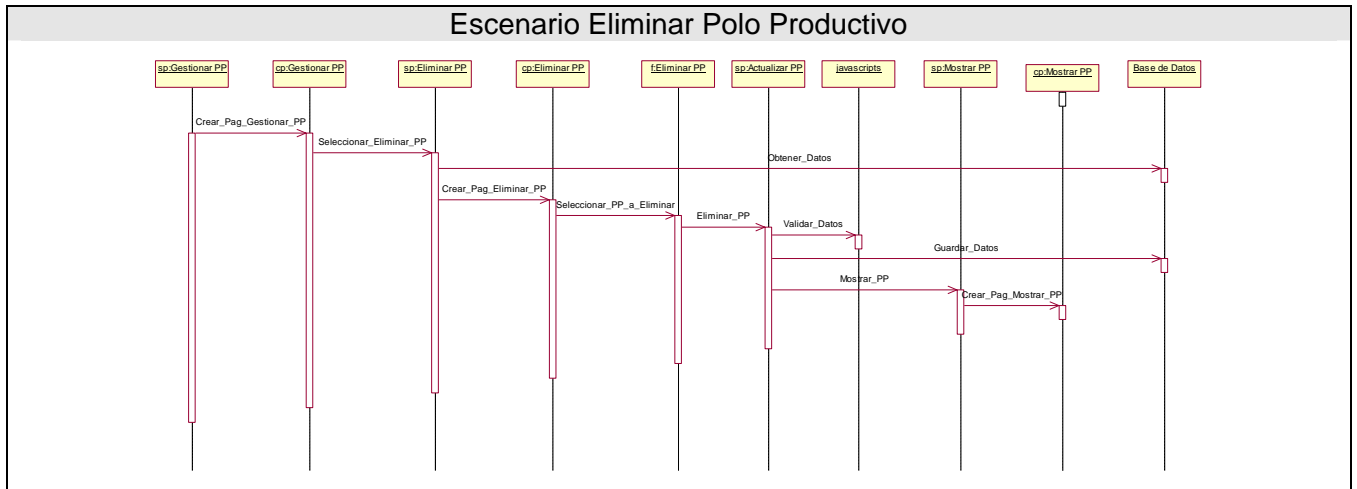 Escenario Eliminar Polo Productivo
sp:Gestionar PP
cp:Gestionar PP
sp:Eliminar PP
cp:Eliminar PP
f:Eliminar PP
sp:Actualizar PP
javascripts
sp:Mostrar PP
cp:Mostrar PP
Base de Datos
Crear_Pag_Gestionar_PP
Seleccionar_Eliminar_PP
Obtener_Datos
Crear_Pag_Eliminar_PP
Seleccionar_PP_a_Eliminar
Eliminar_PP
Validar_Datos
Guardar_Datos
Mostrar_PP
Crear_Pag_Mostrar_PP